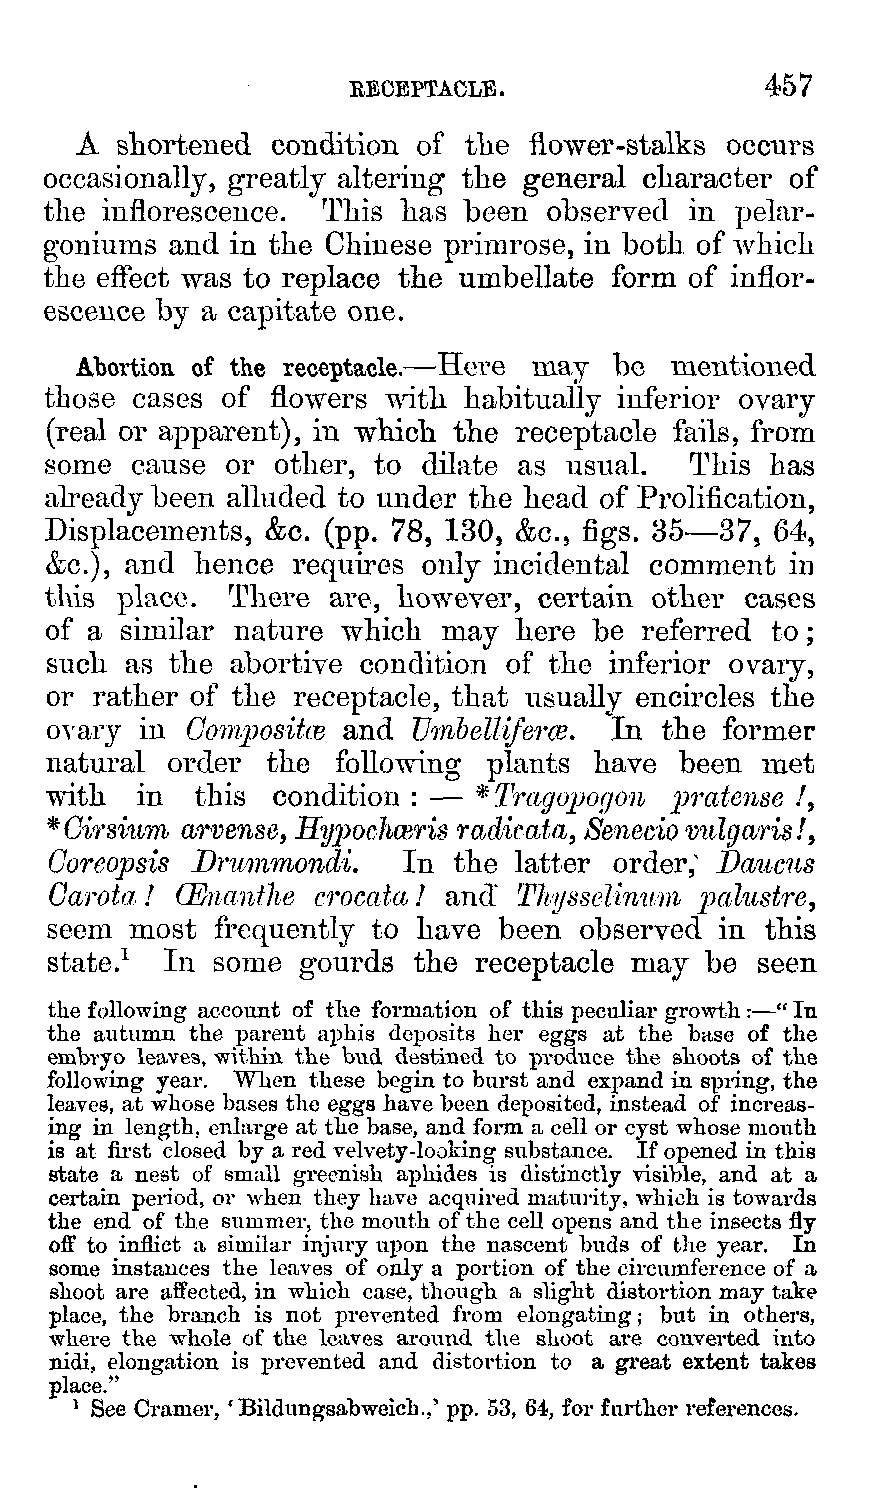 RECEPTACLE. 457
A shortened condition of the flower-stalks occurs
occasionally, greatly altering the general character of
the inflorescence. This has been observed in pelar-
goniums and in the Chinese primrose, in both of which
the effect was to replace the umbellate form of inflor-
escence by a capitate one.
Abortion of the receptacle.—Here may be mentioned
those cases of flowers with habitually inferior ovary
(real or apparent), in which the receptacle fails, from
some cause or other, to dilate as usual. This has
already been alluded to under the head of Prolification,
Displacements, &c. (pp. 78, 130, &c., figs. 35—37, 64,
&c.), and hence requires only incidental comment in
this place. There are, however, certain other cases
of a similar nature which may here be referred to;
such as the abortive condition of the inferior ovary,
or rather of the receptacle, that usually encircles the
ovary in Compositæ and Umbelliferæ. In the former
natural order the following plants have been met
with in this condition : — *Tragopogon pratense !,
*Cirsium arvense, Hypochæris radicata, Senecio vulgaris!,
Coreopsis Drummondi. In the latter order, Daucus
Carota! Œnanthe crocata! and Thysselinum palustre,
seem most frequently to have been observed in this
state.¹ In some gourds the receptacle may be seen
the following account of the formation of this peculiar growth:—“In
the autumn the parent aphis deposits her eggs at the base of the
embryo leaves, within the bud destined to produce the shoots of the
following year. When these begin to burst and expand in spring, the
leaves, at whose bases the eggs have been deposited, instead of increas-
ing in length, enlarge at the base, and form a cell or cyst whose mouth
is at first closed by a red velvety-looking substance. If opened in this
state a nest of small greenish aphides is distinctly visible, and at a
certain period, or when they have acquired maturity, which is towards
the end of the summer, the mouth of the cell opens and the insects fly
off to inflict a similar injury upon the nascent buds of the year. In
some instances the leaves of only a portion of the circumference of a
shoot are affected, in which case, though a slight distortion may take
place, the branch is not prevented from elongating; but in others,
where the whole of the leaves around the shoot are converted into
nidi, elongation is prevented and distortion to a great extent takes
place.”
¹ See Cramer, ‘Bildungsabweich.,’ pp. 53, 64, for further references.